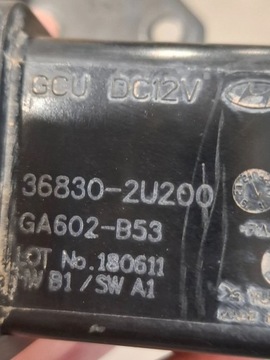 GCU DC12V
36830-2U200
GA602-B53
LOT No.180611
HW B1 / SW A1